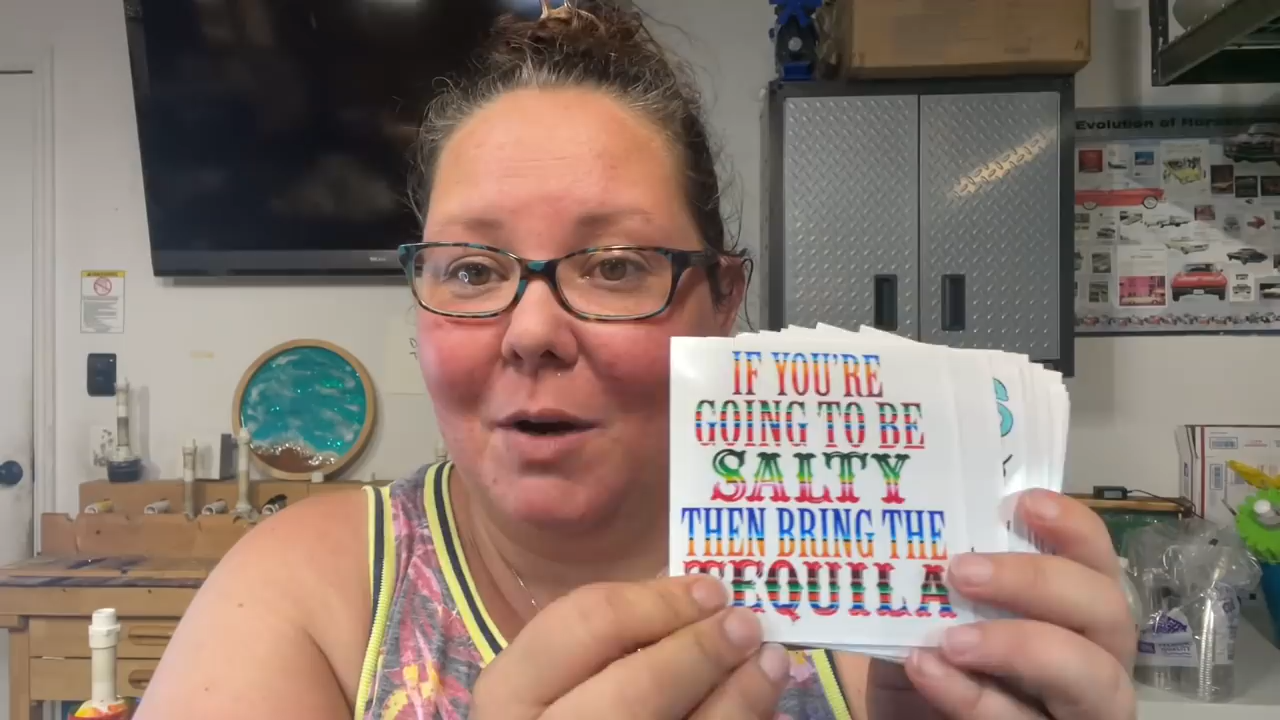 Evolution of
IF YOU'RE
GOING TO BE
SALTY
THEN BRING THE
TEQUILA